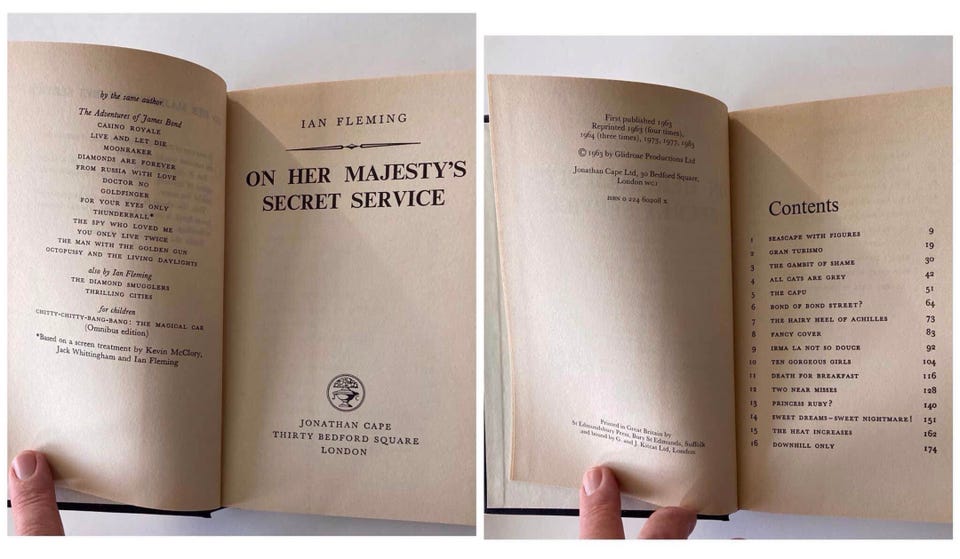 by the same author
The Adventures of James Bond
CASINO ROYALE
LIVE AND LET DIE
MOONRAKER
DIAMONDS ARE FOREVER
FROM RUSSIA WITH LOVE
DOCTOR NO
GOLDFINGER
FOR YOUR EYES ONLY
THUNDERBALL*
THE SPY WHO LOVED ME
YOU ONLY LIVE TWICE
THE MAN WITH THE GOLDEN GUN
OCTOPUSSY AND THE LIVING DAYLIGHTS
also by Ian Fleming
THE DIAMOND SMUGGLERS
THRILLING CITIES
for children
CHITTY-CHITTY-BANG-BANG: THE MAGICAL CAR
(Omnibus edition)
*Based on a screen treatment by Kevin McClory,
Jack Whittingham and Ian Fleming
IAN FLEMING
ON HER MAJESTY'S
SECRET SERVICE
JONATHAN CAPE
THIRTY BEDFORD SQUARE
LONDON
First published 1963
Reprinted 1963 (four times),
1964 (three times), 1973, 1977, 1985
© 1963 by Glidrose Productions Ltd
Jonathan Cape Ltd, 30 Bedford Square,
London WC1
ISBN 0 224 60208 X
Printed in Great Britain by
St Edmundsbury Press, Bury St Edmunds, Suffolk
and bound by G. and J. Kitcat Ltd, London
Contents
1 SEASCAPE WITH FIGURES 9
2 GRAN TURISMO 19
3 THE GAMBIT OF SHAME 30
4 ALL CATS ARE GREY 42
5 THE CAPU 51
6 BOND OF BOND STREET? 64
7 THE HAIRY HEEL OF ACHILLES 73
8 FANCY COVER 83
9 IRMA LA NOT SO DOUCE 92
10 TEN GORGEOUS GIRLS 104
11 DEATH FOR BREAKFAST 116
12 TWO NEAR MISSES 128
13 PRINCESS RUBY? 140
14 SWEET DREAMS–SWEET NIGHTMARE! 151
15 THE HEAT INCREASES 162
16 DOWNHILL ONLY 174